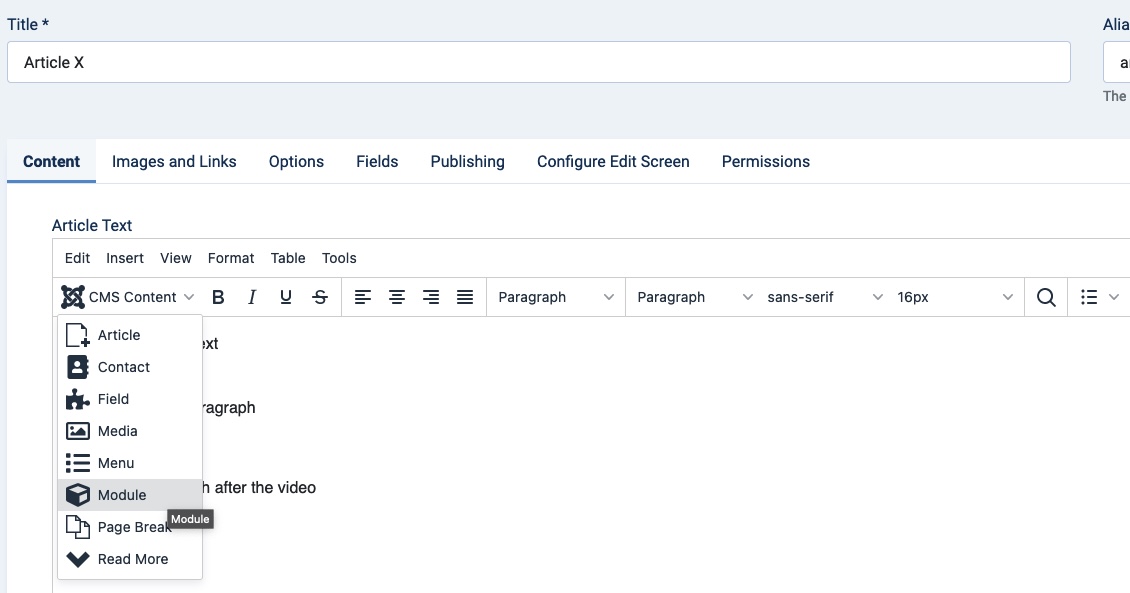 Title *
Alia
Article X
a
The
Content Images and Links Options Fields Publishing Configure Edit Screen Permissions
Article Text
Edit Insert View Format Table Tools
CMS Content B I U S Paragraph Paragraph sans-serif 16px
Article
ext
Contact
Field
ragraph
Media
Menu
h after the video
Module
Module
Page Break
Read More